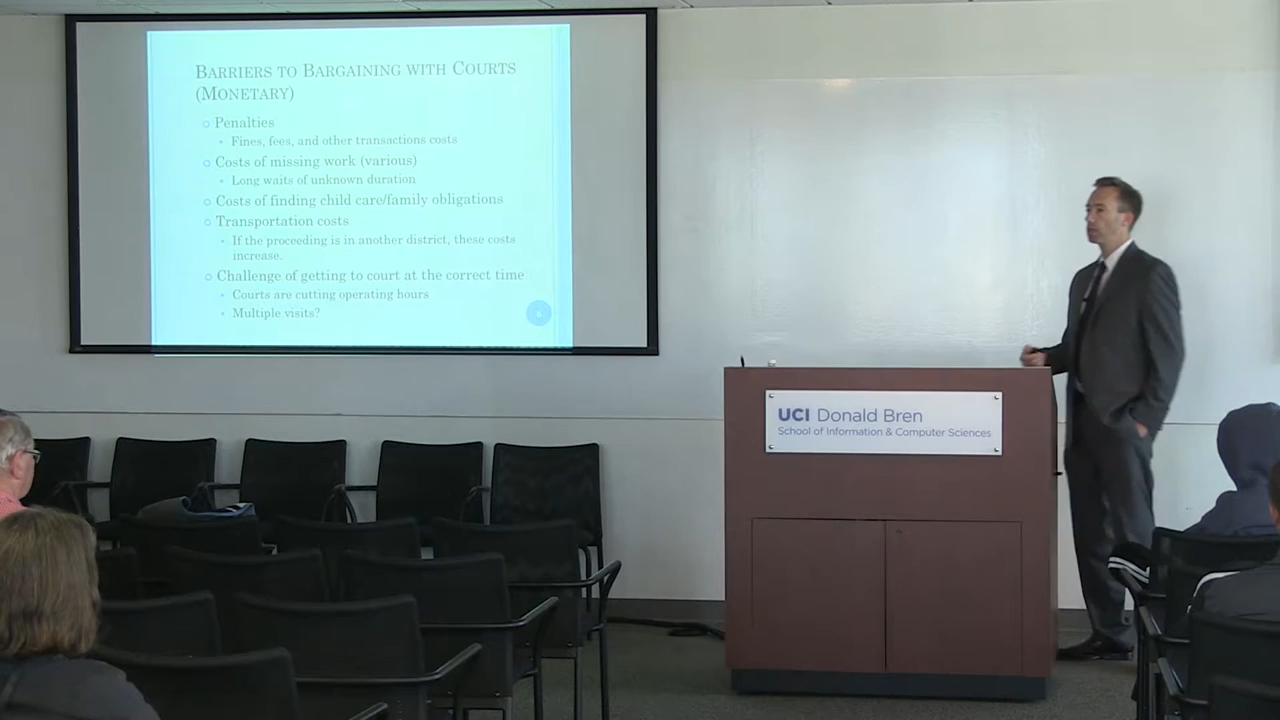 BARRIERS TO BARGAINING WITH COURTS
(MONETARY)
Penalties
Fines, fees, and other transactions costs
Costs of missing work (various)
Long waits of unknown duration
Costs of finding child care/family obligations
Transportation costs
If the proceeding is in another district, these costs
increase.
Challenge of getting to court at the correct time
Courts are cutting operating hours
Multiple visits?
UCI Donald Bren
School of Information & Computer Sciences